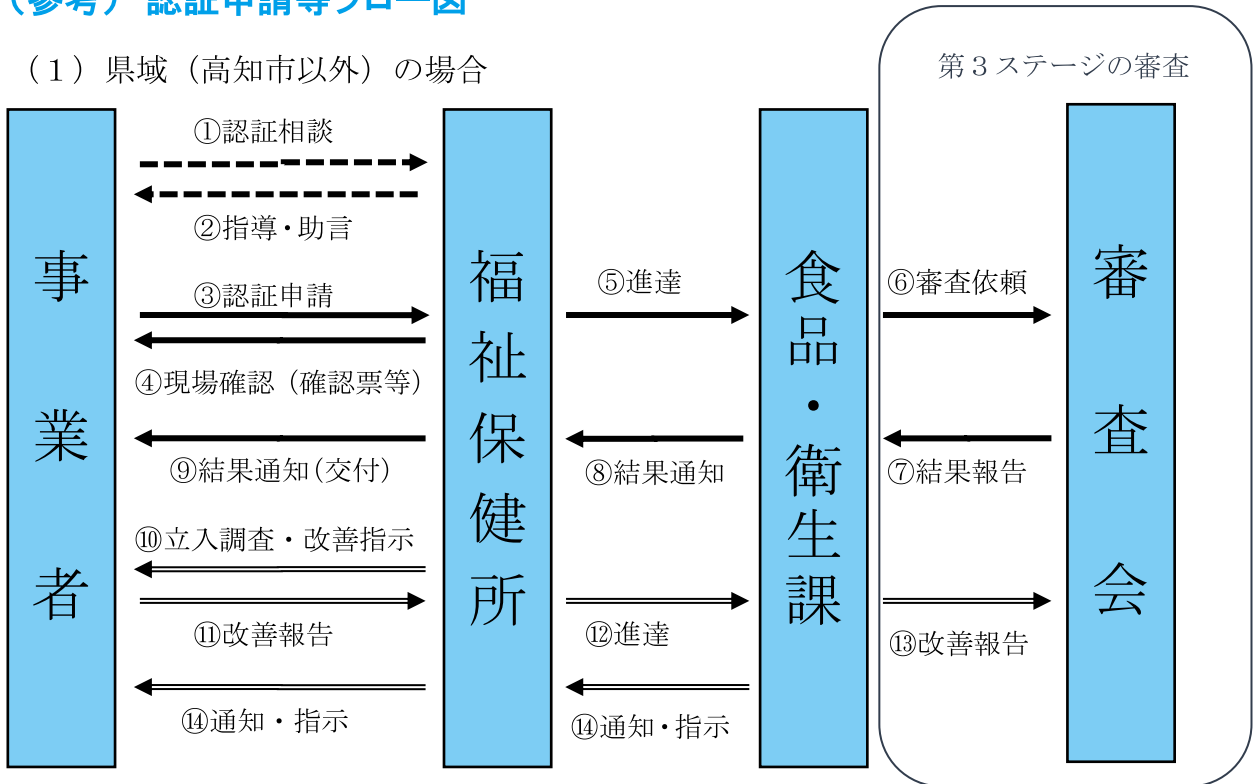 （参考）認証申請等フロー図
（１）県域（高知市以外）の場合
第３ステージの審査
事業者
福祉保健所
食品・衛生課
審査会
①認証相談
②指導・助言
③認証申請
④現場確認（確認票等）
⑤進達
⑥審査依頼
⑦結果報告
⑧結果通知
⑨結果通知(交付)
⑩立入調査・改善指示
⑪改善報告
⑫進達
⑬改善報告
⑭通知・指示
⑭通知・指示